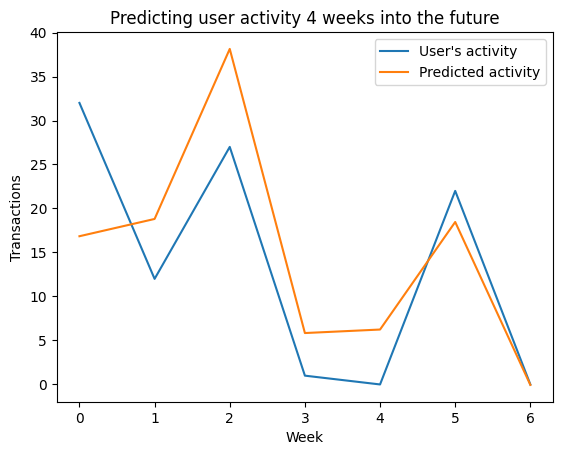 Predicting user activity 4 weeks into the future
User's activity
Predicted activity
40
35
30
25
20
15
10
5
0
Transactions
0 1 2 3 4 5 6
Week